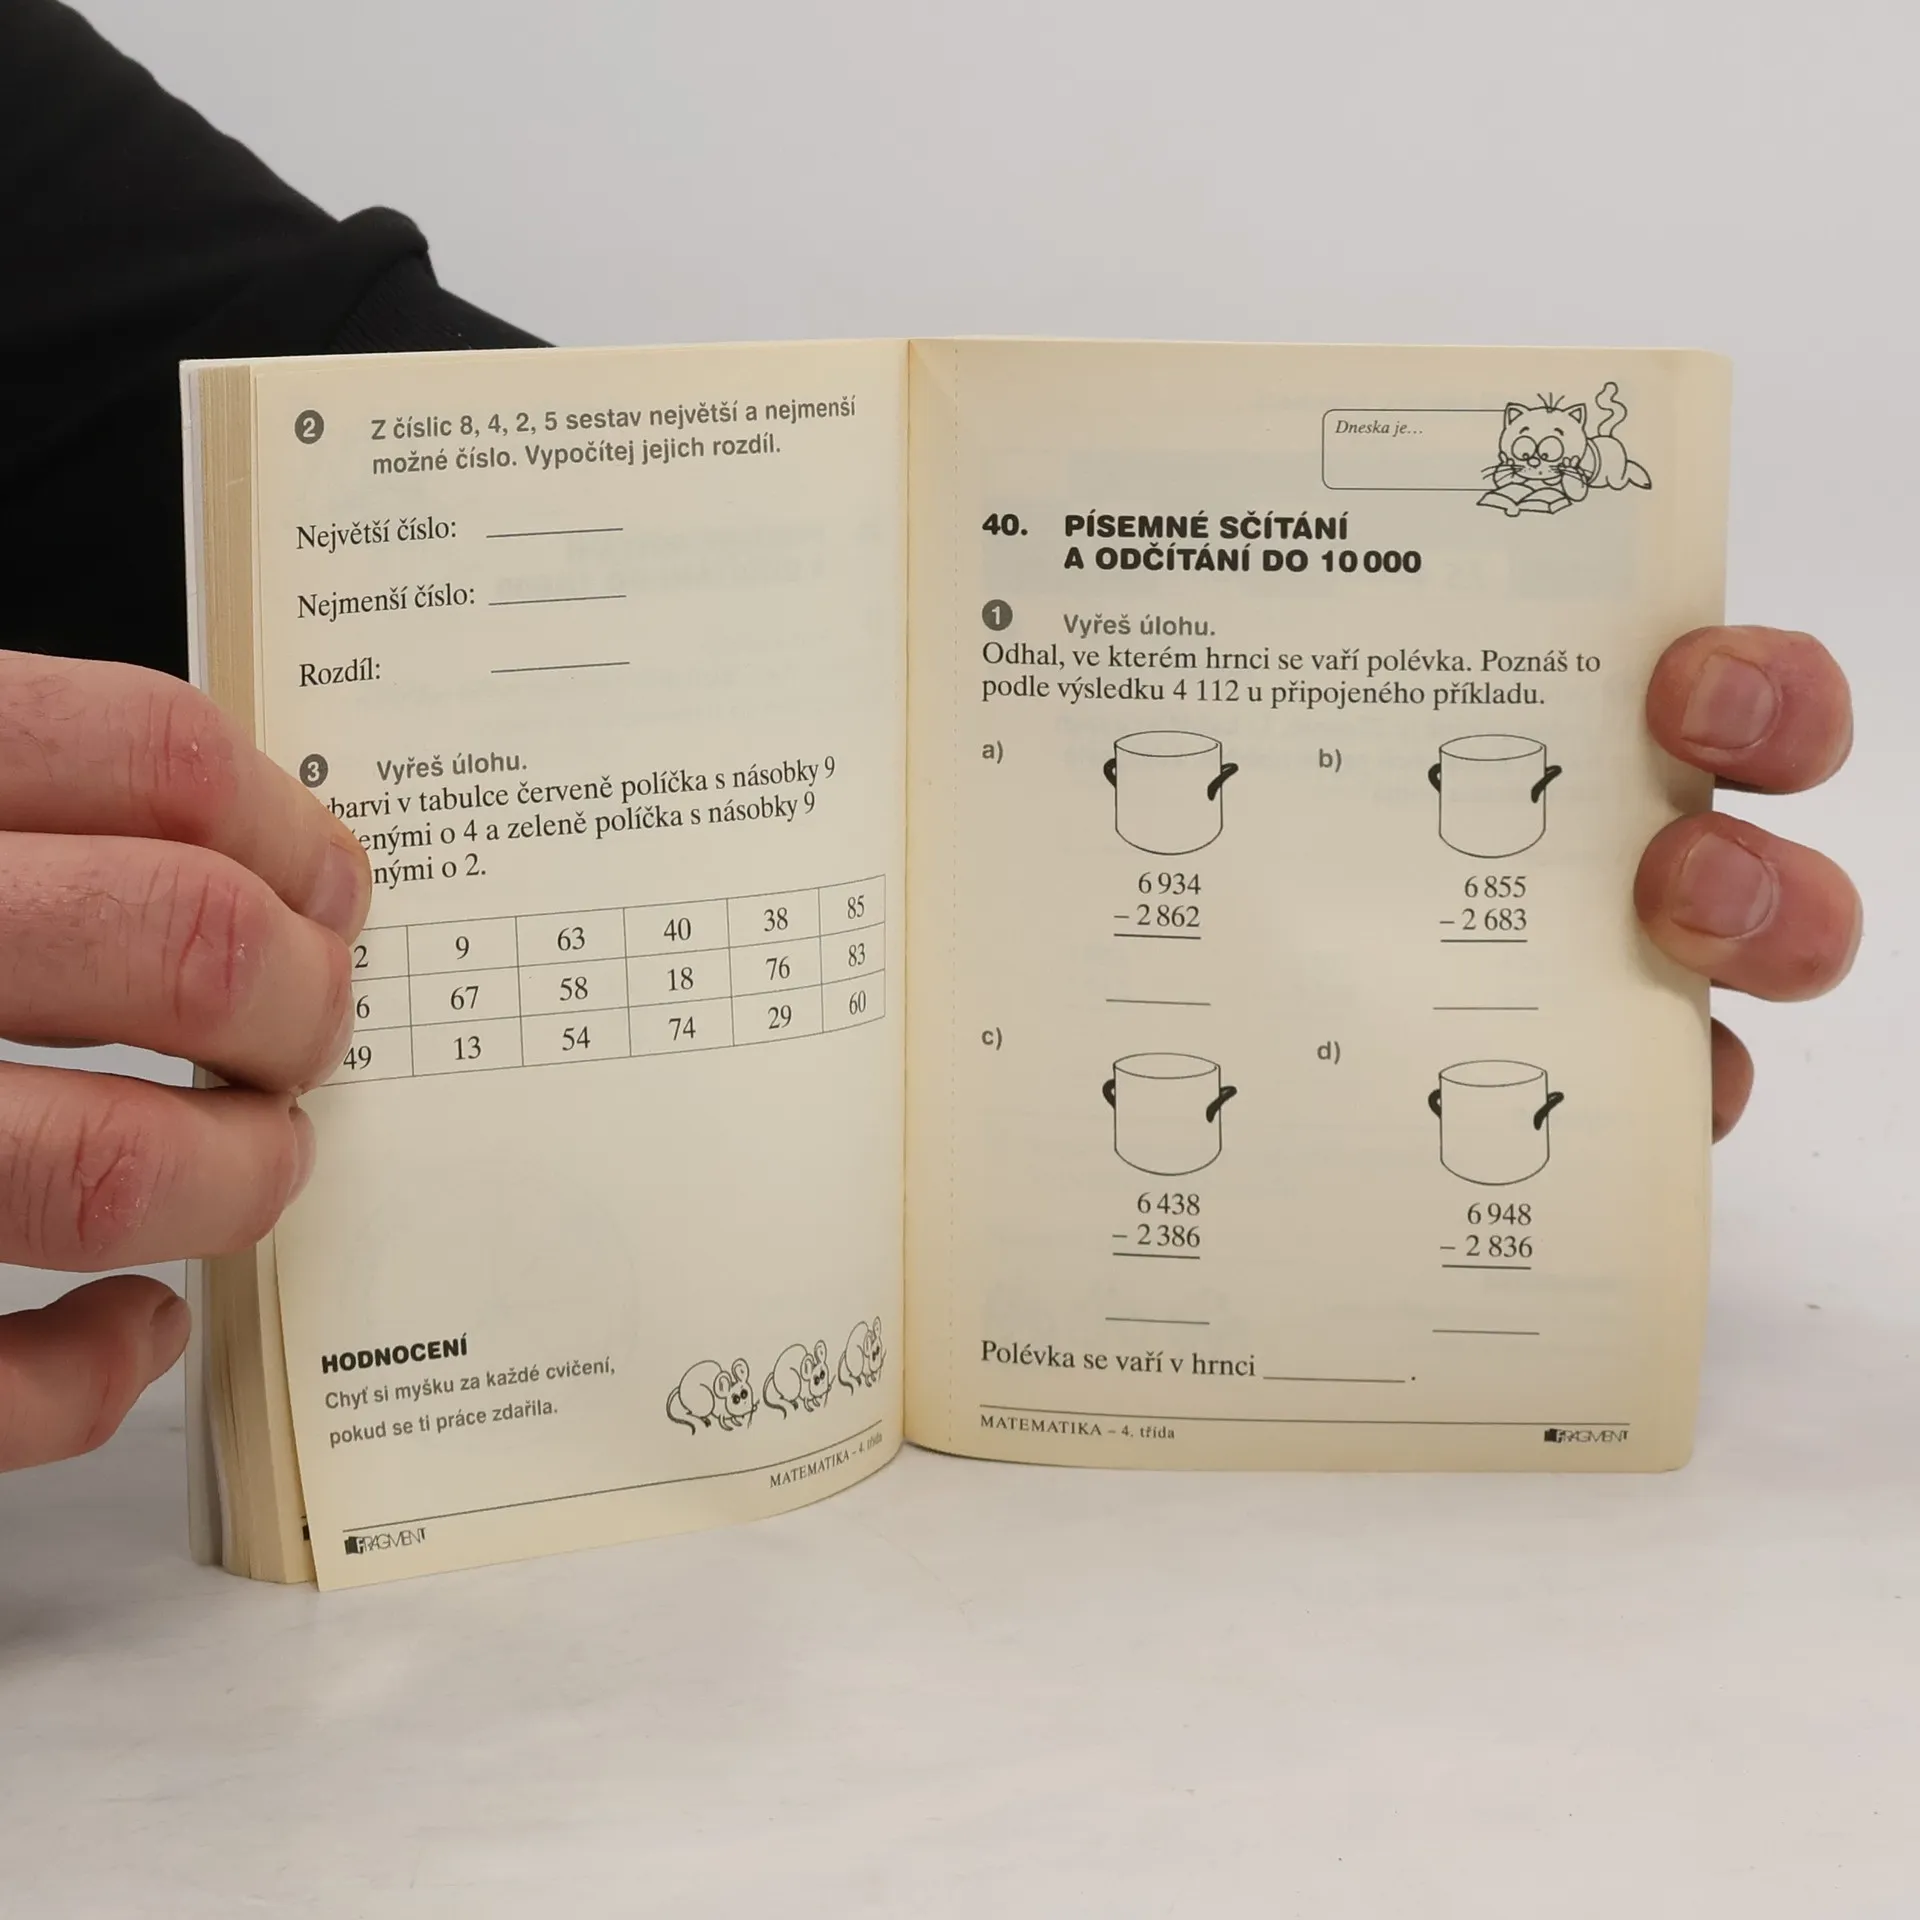 2 Z číslic 8, 4, 2, 5 sestav největší a nejmenší
možné číslo. Vypočítej jejich rozdíl.
Největší číslo:
Nejmenší číslo:
Rozdíl:
3 Vyřeš úlohu.
v tabulce červeně políčka s násobky 9
o 4 a zeleně políčka s násobky 9
o 2.
2 9 63 40 38 85
6 67 58 18 76 83
49 13 54 74 29 60
HODNOCENÍ
Chyť si myšku za každé cvičení,
pokud se ti práce zdařila.
MATEMATIKA – 4. třída
FRAGMENT
Dneska je...
40. PÍSEMNÉ SČÍTÁNÍ
A ODČÍTÁNÍ DO 10 000
1 Vyřeš úlohu.
Odhal, ve kterém hrnci se vaří polévka. Poznáš to
podle výsledku 4 112 u připojeného příkladu.
a) b)
6 934 6 855
– 2 862 – 2 683
c) d)
6 438 6 948
– 2 386 – 2 836
Polévka se vaří v hrnci .
MATEMATIKA – 4. třída FRAGMENT